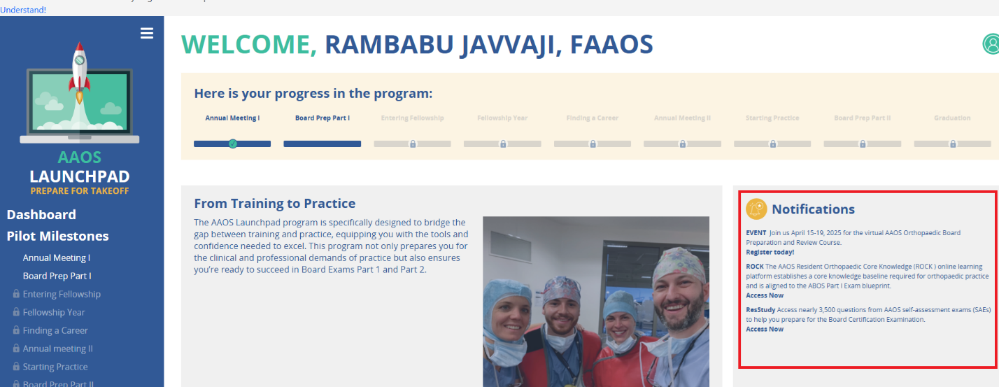 Understand!
AAOS
LAUNCHPAD
PREPARE FOR TAKEOFF
Dashboard
Pilot Milestones
Annual Meeting I
Board Prep Part I
Entering Fellowship
Fellowship Year
Finding a Career
Annual meeting II
Starting Practice
Board Prep Part II
WELCOME, RAMBABU JAVVAJI, FAAOS
Here is your progress in the program:
Annual Meeting I
Board Prep Part I
Entering Fellowship
Fellowship Year
Finding a Career
Annual Meeting II
Starting Practice
Board Prep Part II
Graduation
From Training to Practice
The AAOS Launchpad program is specifically designed to bridge the
gap between training and practice, equipping you with the tools and
confidence needed to excel. This program not only prepares you for
the clinical and professional demands of practice but also ensures
you’re ready to succeed in Board Exams Part 1 and Part 2.
Notifications
EVENT Join us April 15-19, 2025 for the virtual AAOS Orthopaedic Board
Preparation and Review Course.
Register today!
ROCK The AAOS Resident Orthopaedic Core Knowledge (ROCK ) online learning
platform establishes a core knowledge baseline required for orthopaedic practice
and is aligned to the ABOS Part I Exam blueprint.
Access Now
ResStudy Access nearly 3,500 questions from AAOS self-assessment exams (SAEs)
to help you prepare for the Board Certification Examination.
Access Now